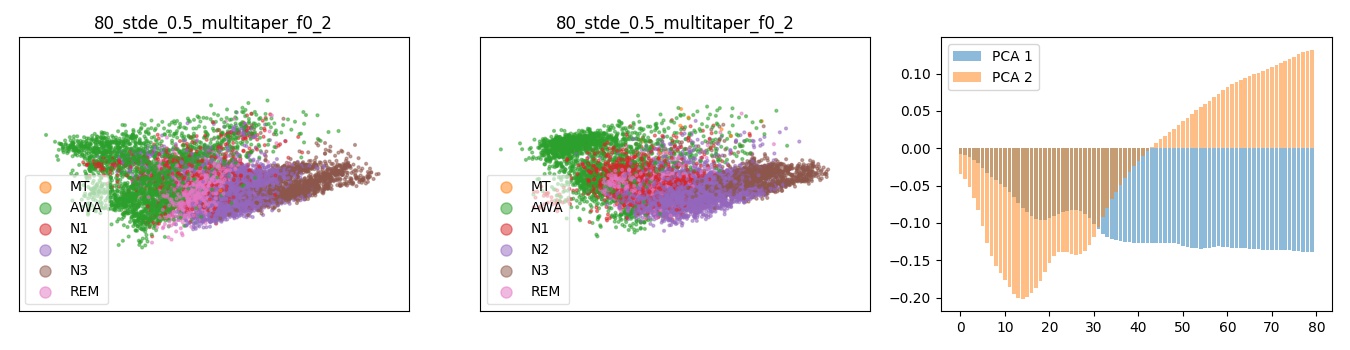 80_stde_0.5_multitaper_f0_2
MT
AWA
N1
N2
N3
REM
80_stde_0.5_multitaper_f0_2
MT
AWA
N1
N2
N3
REM
PCA 1
PCA 2
0.10
0.05
0.00
−0.05
−0.10
−0.15
−0.20
0 10 20 30 40 50 60 70 80